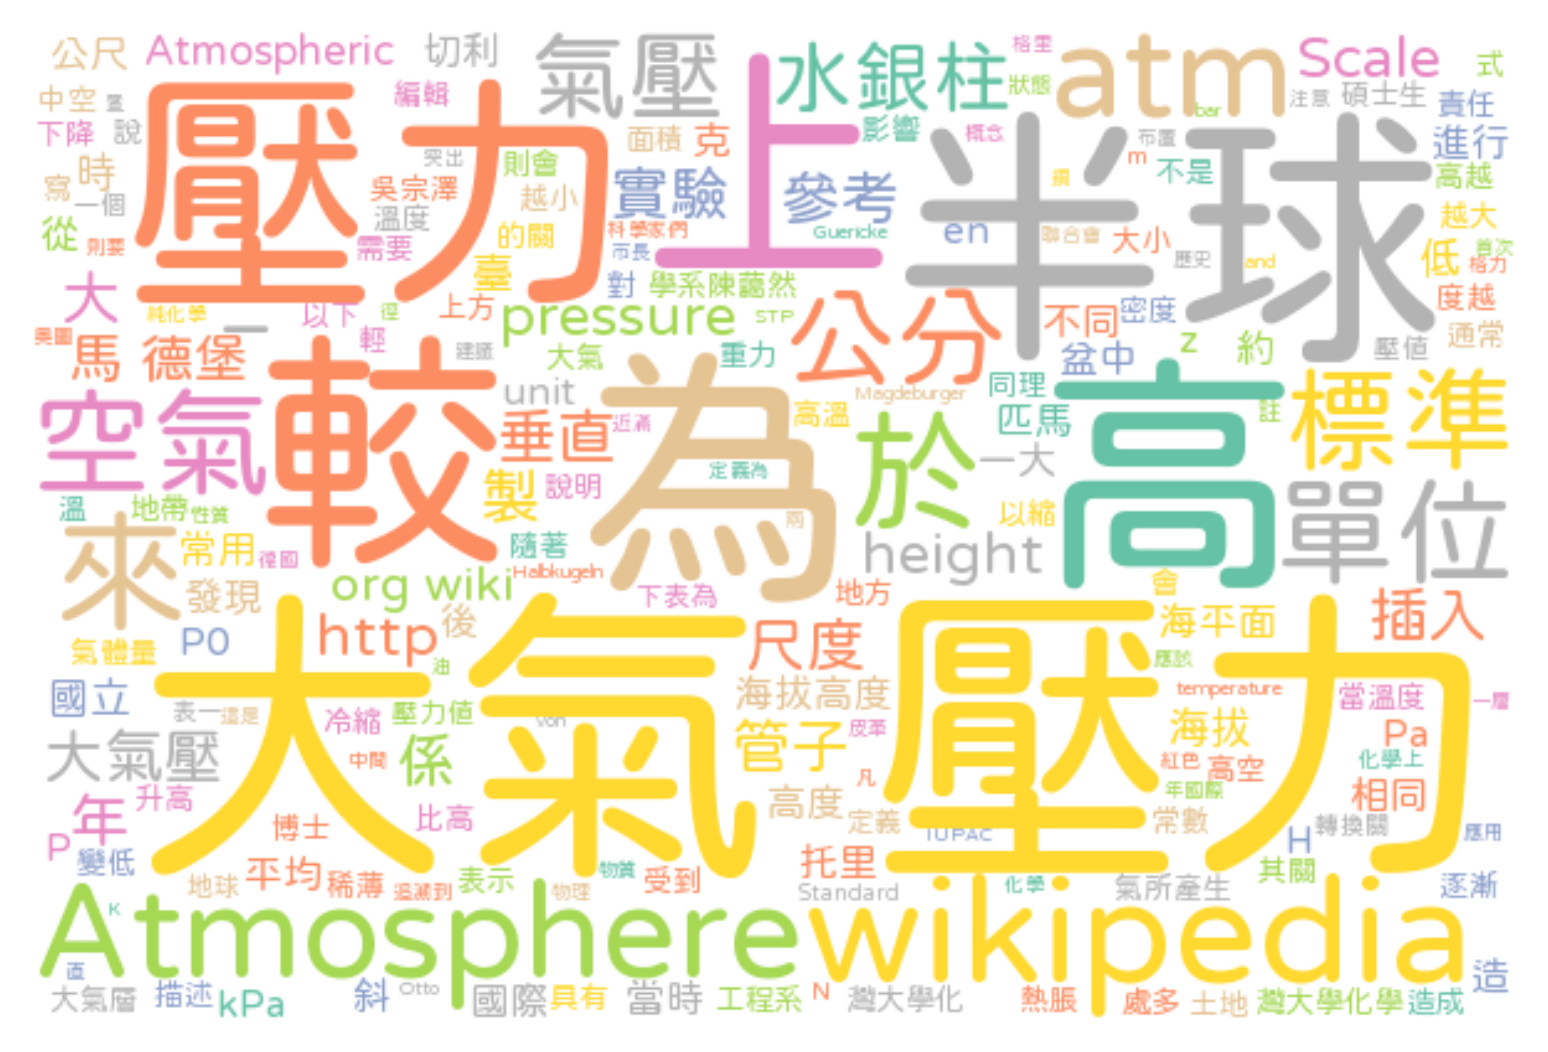 公尺 Atmospheric 切利 氣壓 水銀柱 格里 atm Scale 式
中空 編輯 狀態 bar 注意 碩士生 責任
下降 說 壓力 上 面積 克 影響 概念 半球 布置 進行
時 突出 則會 m 不是 高越
寫 一個 吳宗澤 越小 實驗 參考 鋼 越大
從 則要 溫度 需要 的關 科學家們 Guericke en 聯合會 大小 低 首次
大 臺 市長 對 學系陳藹然 歷史 and 格力
純化學 一 以下 徑 上方 pressure STP 公分 不同 密度 度越
奧圖 馬 德堡 輕 建議 大氣 重力 盆中 z 約 壓值 通常
空氣 較 unit 為 Magdeburger 同理 高 標準
垂直 近滿 高溫 於 匹馬 註
製 說明 定義為 一大 單位
溫 地帶 性質 兩 以縮
來 常用 德國 隨著 height
發現 org wiki Halbkugeln 下表為 地方 會
P0 http 後 尺度 海平面 插入
氣體量 大氣壓力 油 應該
國立 表一 這是 冷縮 壓力值 von 海拔高度 temperature 當溫度 一層
大氣壓 中間 係 管子 皮革 海拔 Pa
年 升高 凡 紅色 高空 化學上
P 博士 比高 高度 定義 年國際 常數 相同
變低 IUPAC H 轉換關 應用
地球 平均 稀薄 追溯到 表示 物理 物質 受到 托里 Standard 化學 氣所產生 其關 逐漸
K Atmosphere wikipedia
直 造
大氣層 描述 kPa 斜 Otto 國際 具有 當時 工程系 N 灣大學化 熱脹 處多 土地 灣大學化學 造成